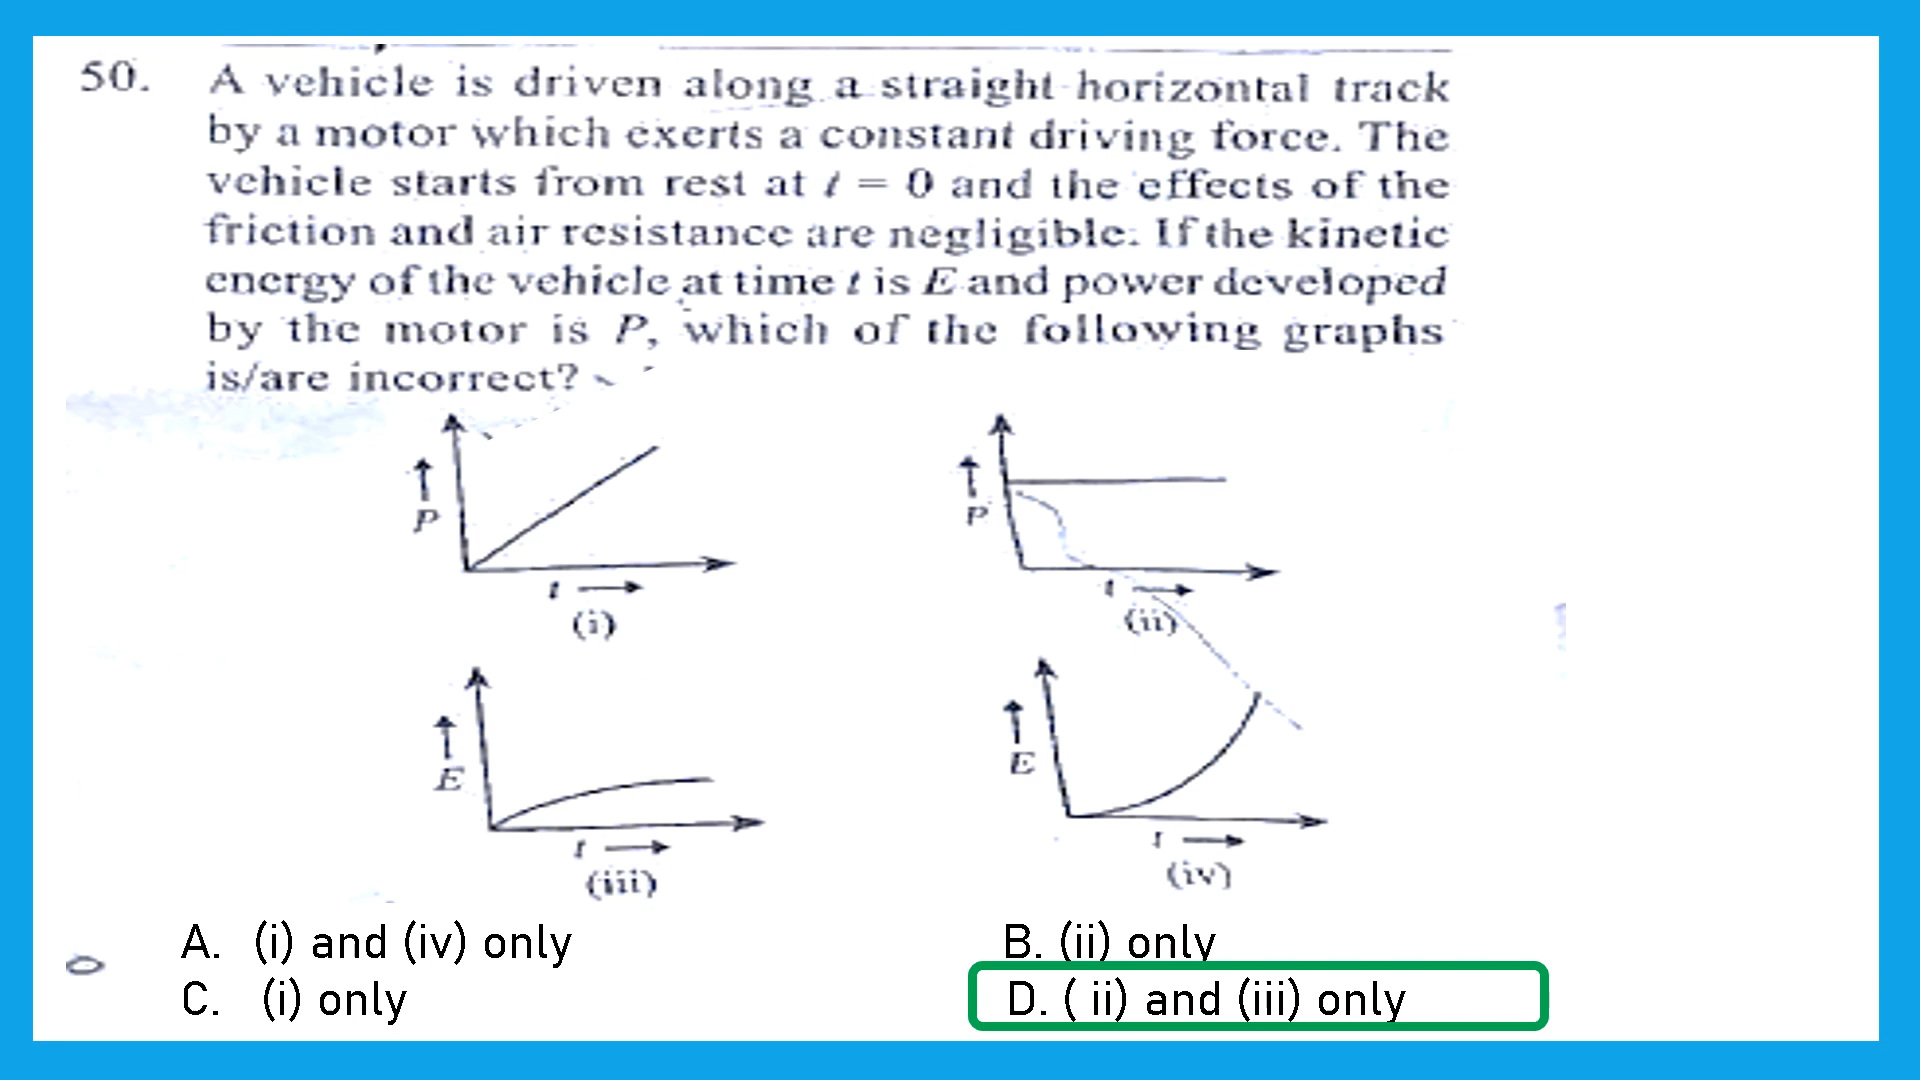 50. A vehicle is driven along a straight horizontal track
by a motor which exerts a constant driving force. The
vehicle starts from rest at t = 0 and the effects of the
friction and air resistance are negligible. If the kinetic
energy of the vehicle at time t is E and power developed
by the motor is P, which of the following graphs
is/are incorrect?
P
t
(i)
P
t
(ii)
E
t
(iii)
E
t
(iv)
A. (i) and (iv) only
B. (ii) only
C. (i) only
D. ( ii) and (iii) only